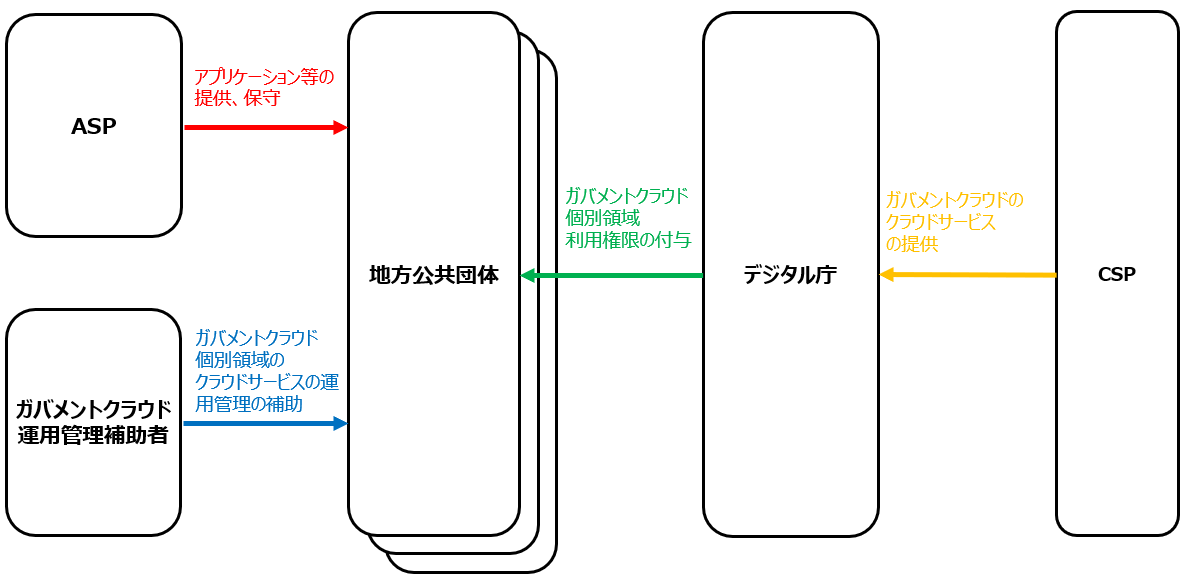 アプリケーション等の
提供、保守
ASP
ガバメントクラウド
個別領域
利用権限の付与
ガバメントクラウドの
クラウドサービス
の提供
地方公共団体
デジタル庁
CSP
ガバメントクラウド
個別領域の
クラウドサービスの運
用管理の補助
ガバメントクラウド
運用管理補助者